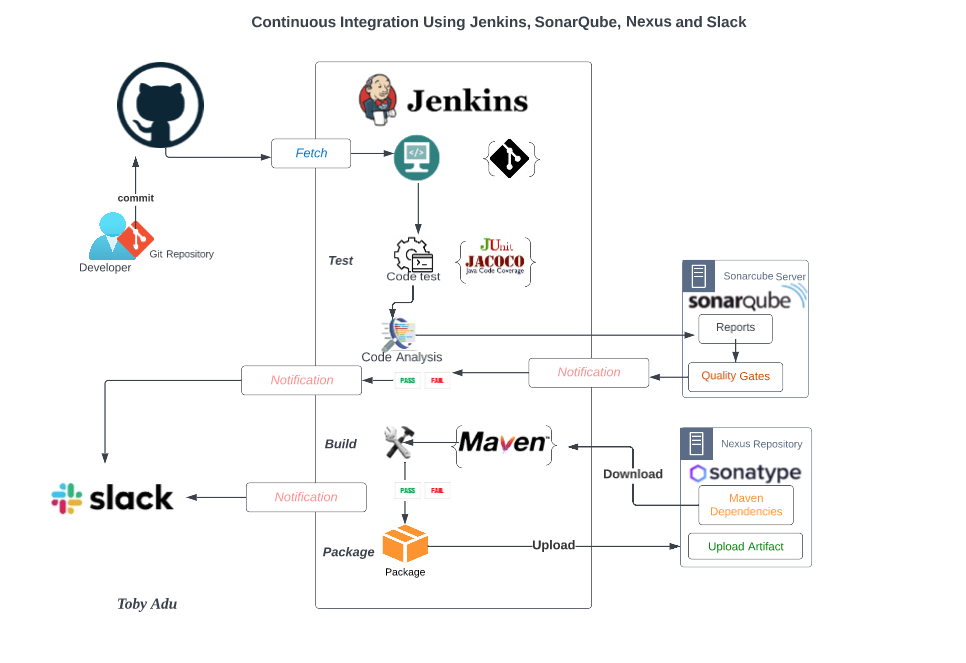 Continuous Integration Using Jenkins, SonarQube, Nexus and Slack
Jenkins
Fetch
</>
commit
Git Repository
Developer
Test
JUnit
JACOCO
Java Code Coverage
Code test
Sonarcube Server
sonarqube
Reports
Code Analysis
Quality Gates
Notification
PASS
FAIL
Notification
Build
Maven™
Nexus Repository
sonatype
Download
Maven
Dependencies
slack
Notification
PASS
FAIL
Package
Upload
Upload Artifact
Package
Toby Adu